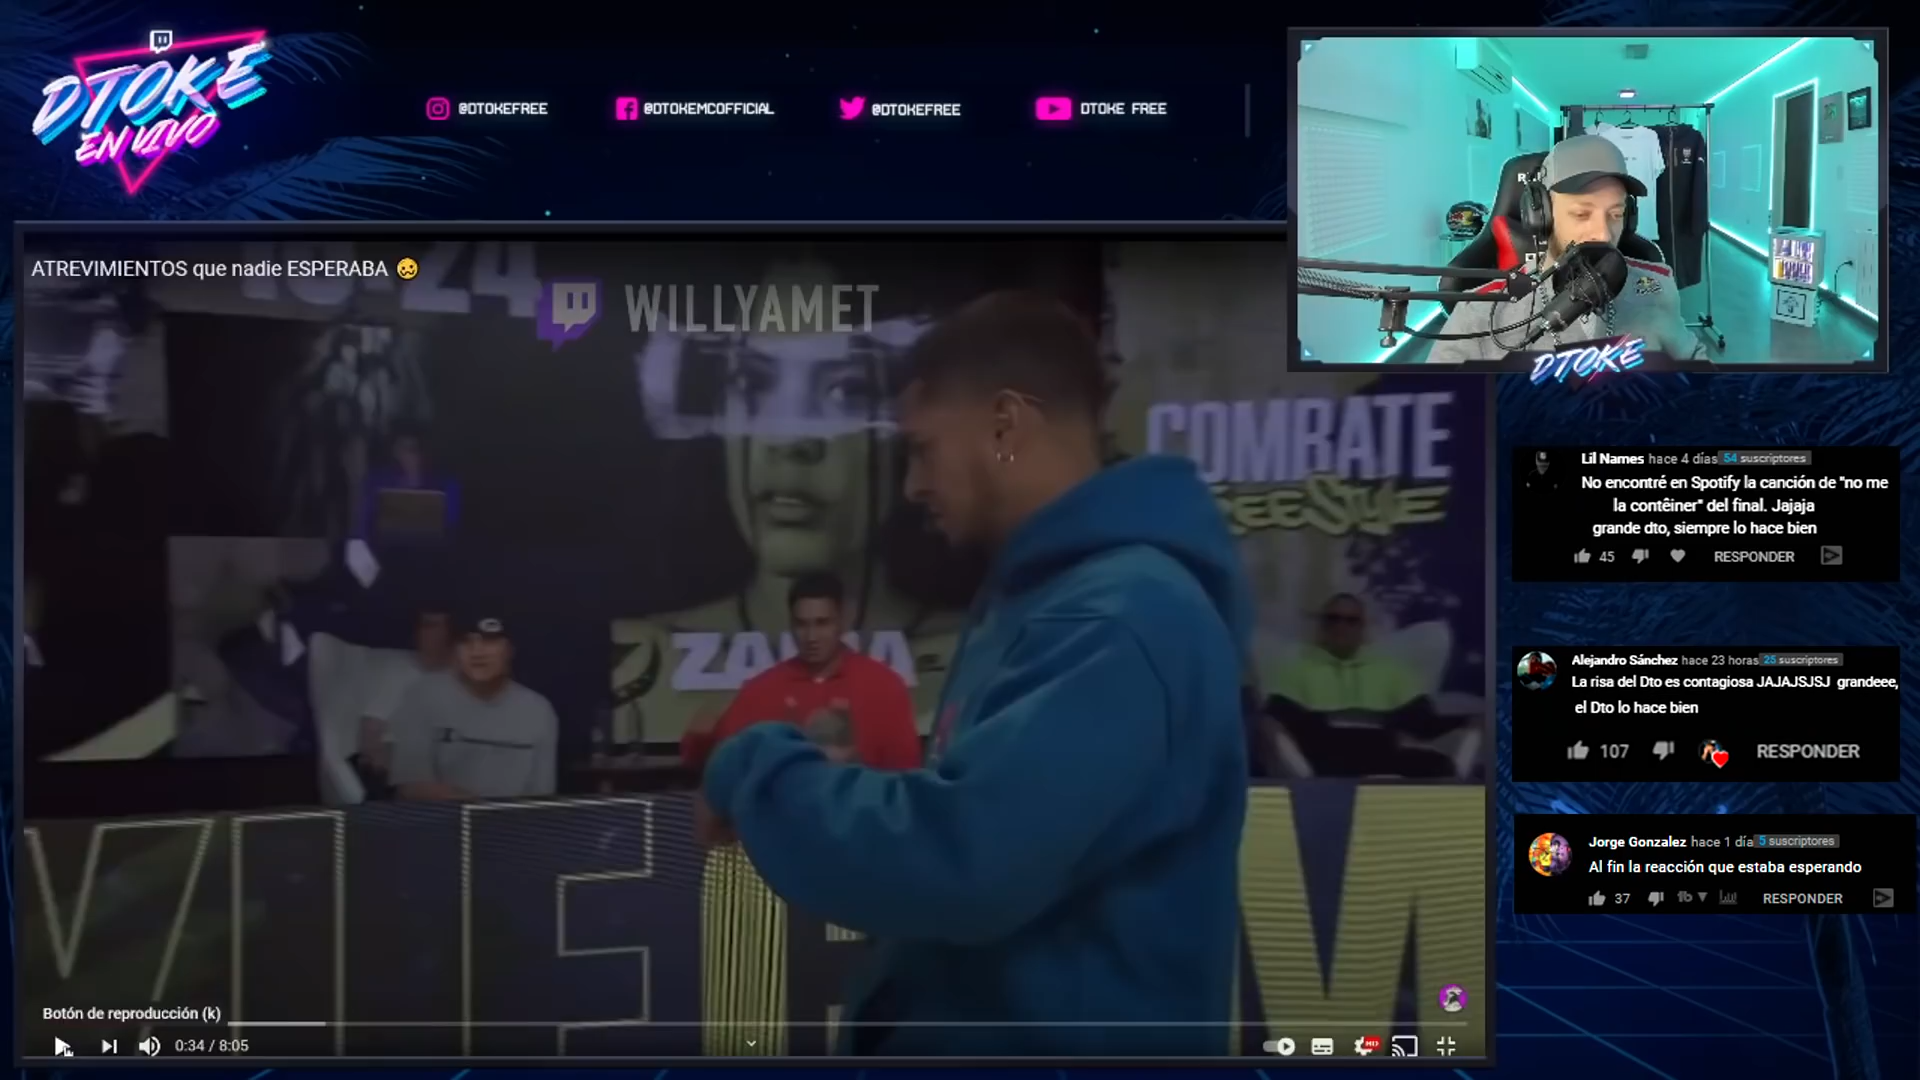 DTOKE
EN VIVO
@DTOKEFREE
@DTOKEMCOFFICIAL
@DTOKEFREE
DTOKE FREE
DTOKE
ATREVIMIENTOS que nadie ESPERABA
WILLYAMET
COMBATE
FREESTYLE
Lil Names hace 4 días 54 suscriptores
No encontré en Spotify la canción de "no me
la contêiner" del final. Jajaja
grande dto, siempre lo hace bien
45 RESPONDER
Alejandro Sánchez hace 23 horas 25 suscriptores
La risa del Dto es contagiosa JAJAJSJSJ grandeee,
el Dto lo hace bien
107 RESPONDER
Jorge Gonzalez hace 1 día 5 suscriptores
Al fin la reacción que estaba esperando
37 RESPONDER
Botón de reproducción (k)
0:34 / 8:05
HD